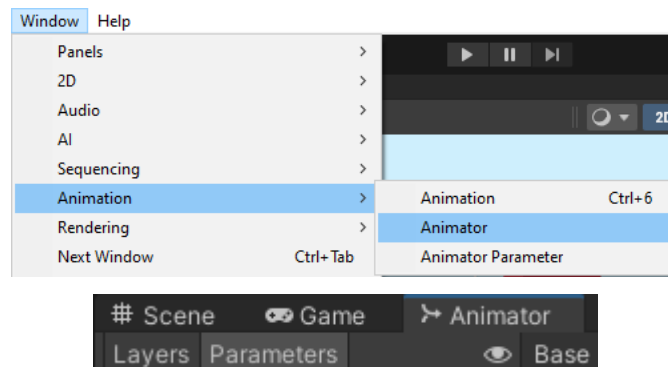 Window Help
Panels
2D
Audio
AI
Sequencing
Animation
Rendering
Next Window Ctrl+Tab
2D
Animation Ctrl+6
Animator
Animator Parameter
Scene Game Animator
Layers Parameters Base